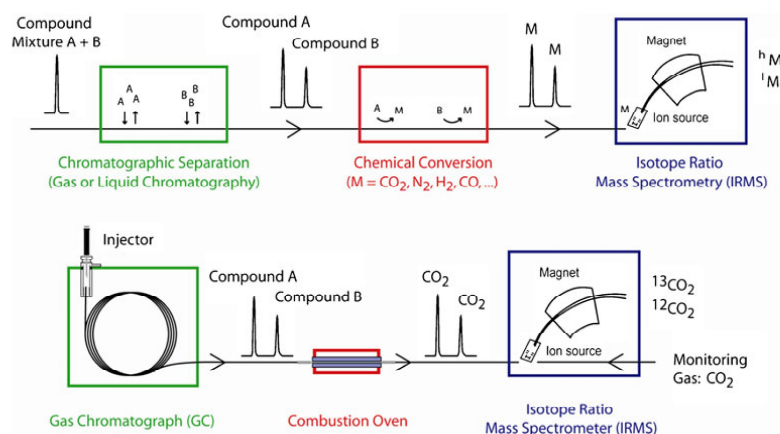 Compound
Mixture A + B
A
A
A
B
B
B
Chromatographic Separation
(Gas or Liquid Chromatography)
Compound A
Compound B
A
M
B
M
Chemical Conversion
(M = CO₂, N₂, H₂, CO, ...)
M
M
Magnet
M
Ion source
ʰM
ˡM
Isotope Ratio
Mass Spectrometry (IRMS)
Injector
Gas Chromatograph (GC)
Compound A
Compound B
Combustion Oven
CO₂
CO₂
Magnet
Ion source
¹³CO₂
¹²CO₂
Monitoring
Gas: CO₂
Isotope Ratio
Mass Spectrometer (IRMS)